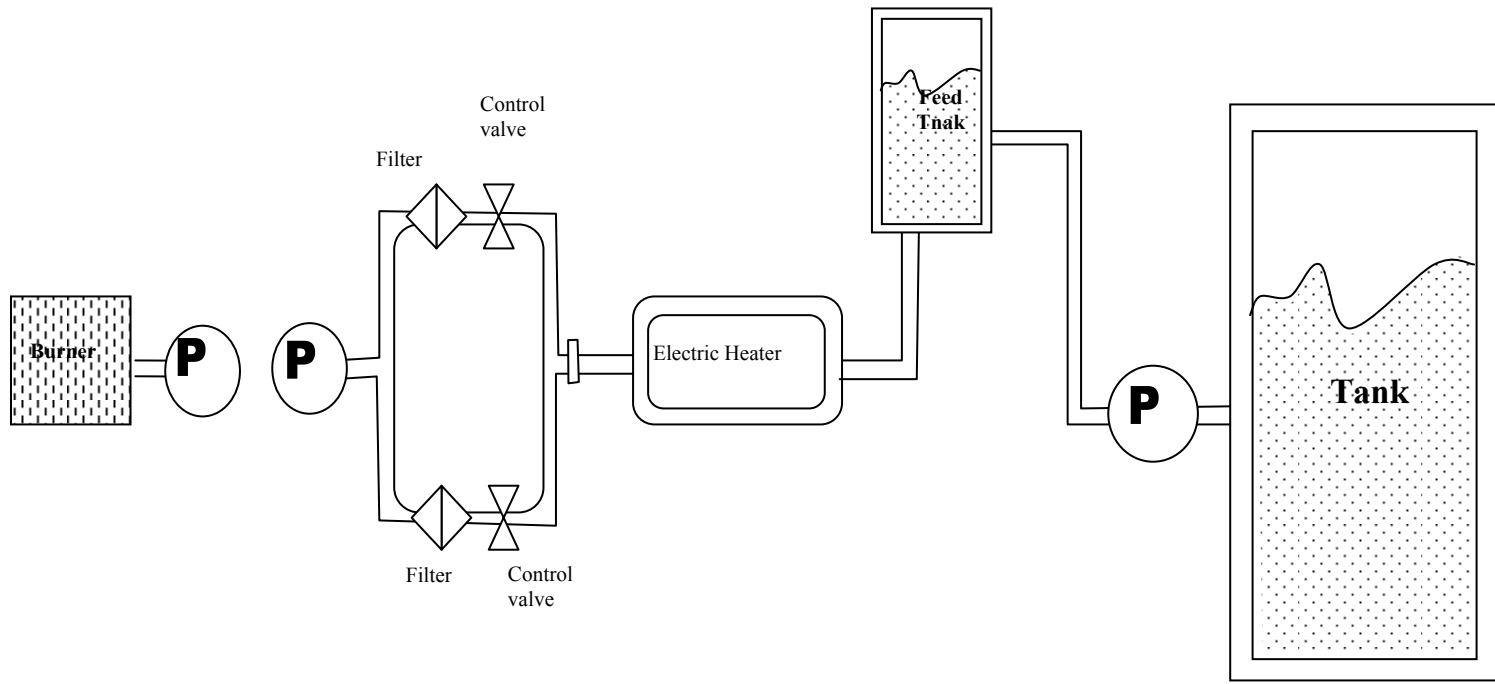 Control
valve
Filter
Feed
Tnak
Burner
P
P
Electric Heater
P
Tank
Filter
Control
valve